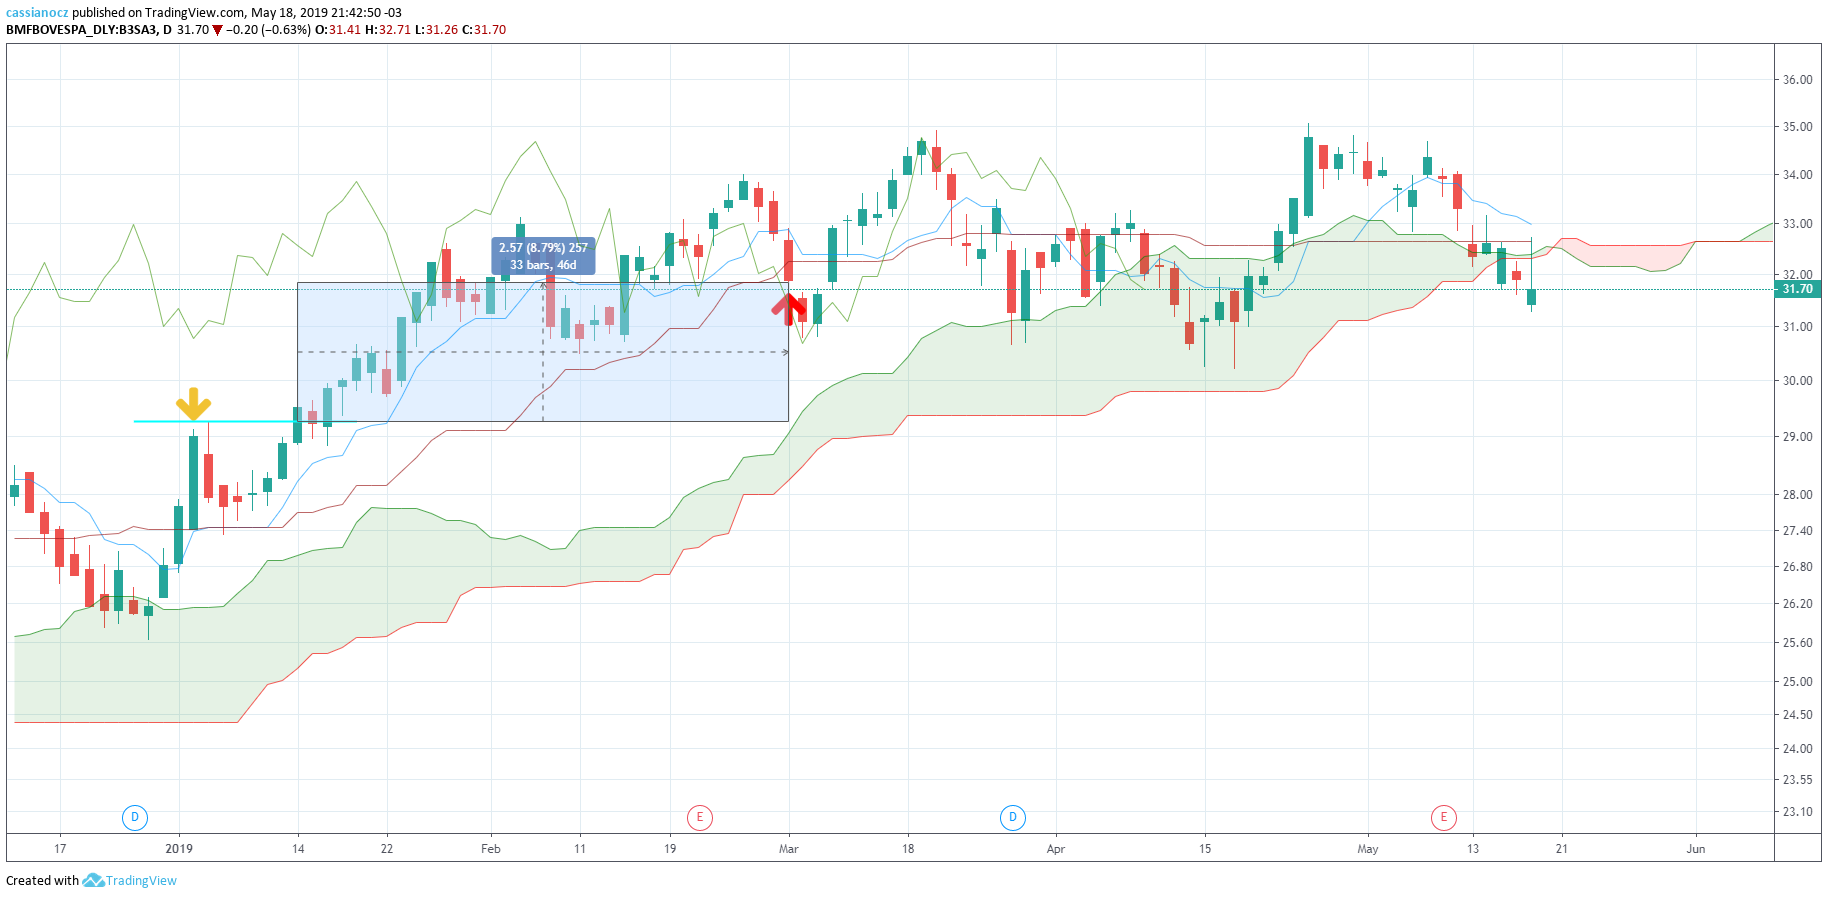 cassianocz published on TradingView.com, May 18, 2019 21:42:50 -03
BMFBOVESPA_DLY:B3SA3, D 31.70 ▼ −0.20 (−0.63%) O:31.41 H:32.71 L:31.26 C:31.70
36.00
35.00
34.00
33.00
2.57 (8.79%) 257
33 bars, 46d
32.00
31.70
31.00
30.00
29.00
28.00
27.40
26.80
26.20
25.60
25.00
24.50
24.00
23.55
23.10
D E D E
17 2019 14 22 Feb 11 19 Mar 18 Apr 15 May 13 21 Jun
Created with TradingView